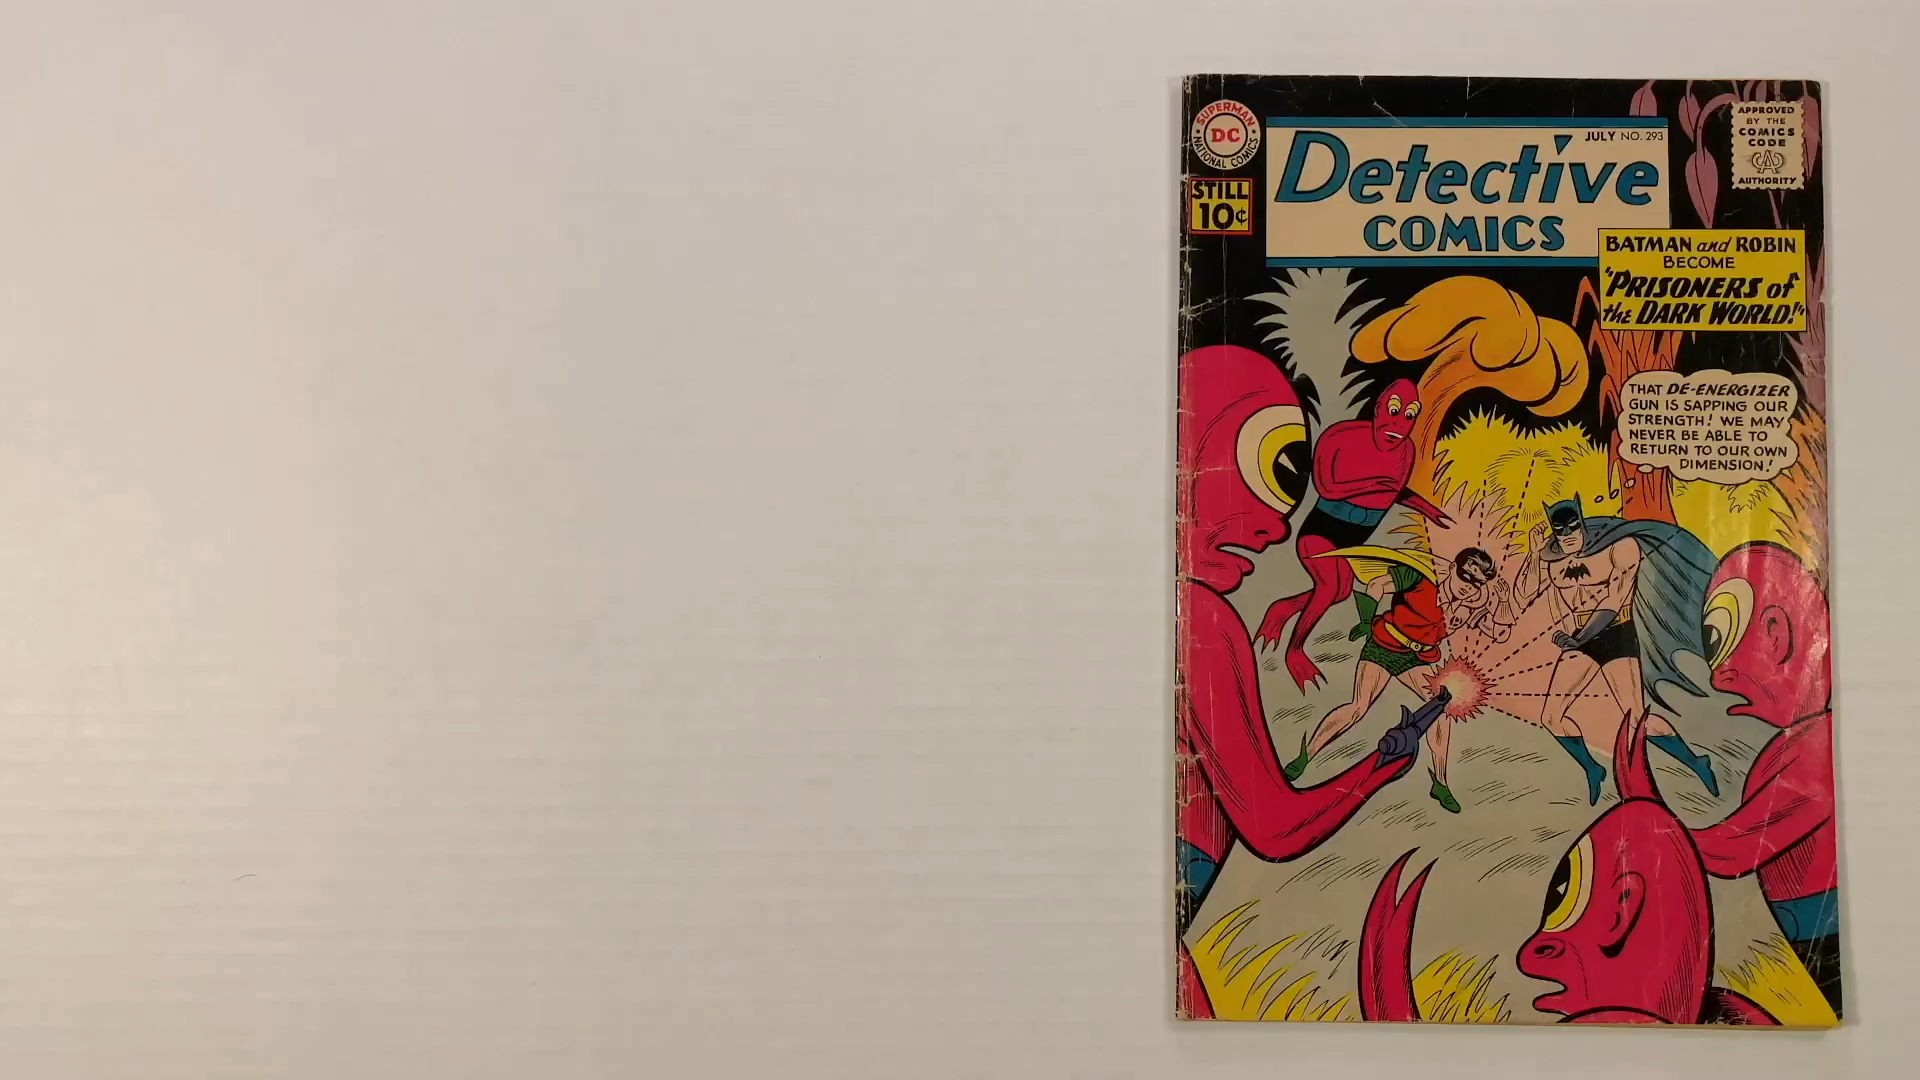 SUPERMAN
DC
NATIONAL COMICS
STILL
10¢
JULY NO. 293
Detective
COMICS
APPROVED
BY THE
COMICS
CODE
CA
AUTHORITY
BATMAN and ROBIN
BECOME
"PRISONERS of
the DARK WORLD!"
THAT DE-ENERGIZER
GUN IS SAPPING OUR
STRENGTH! WE MAY
NEVER BE ABLE TO
RETURN TO OUR OWN
DIMENSION!